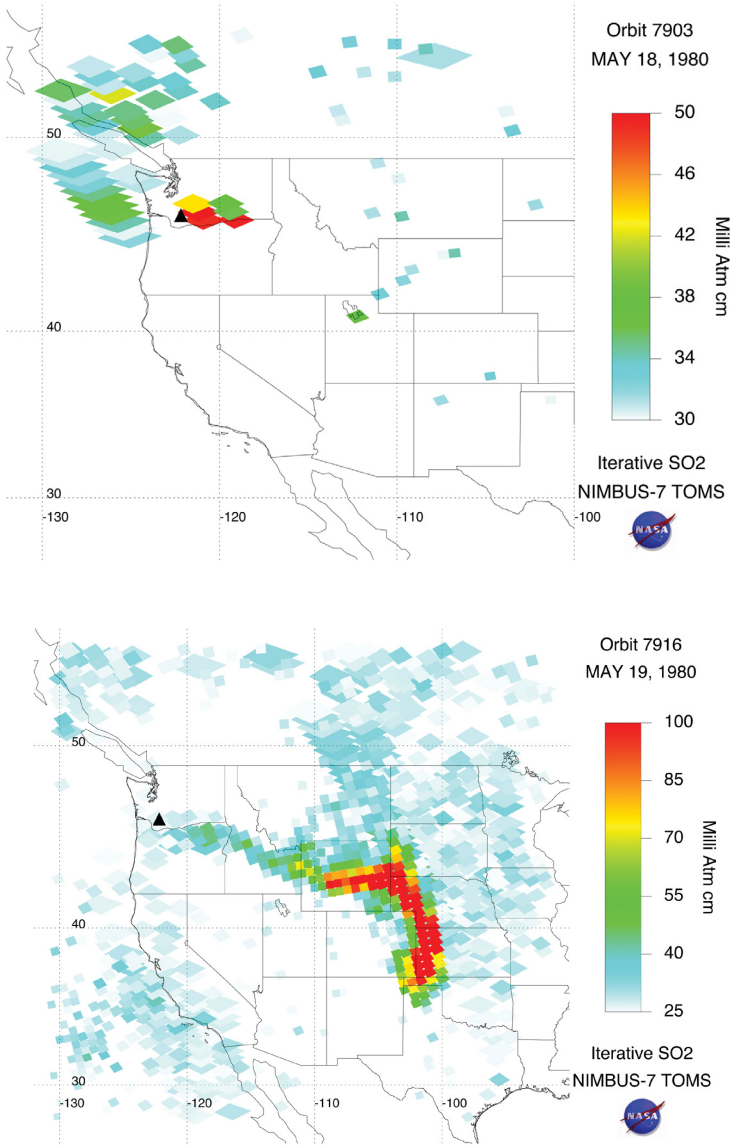 Orbit 7903
MAY 18, 1980
50
46
42
38
34
30
Milli Atm cm
50
40
30
-130
-120
-110
-100
Iterative SO2
NIMBUS-7 TOMS
NASA
Orbit 7916
MAY 19, 1980
100
85
70
55
40
25
Milli Atm cm
50
40
30
-130
-120
-110
-100
Iterative SO2
NIMBUS-7 TOMS
NASA